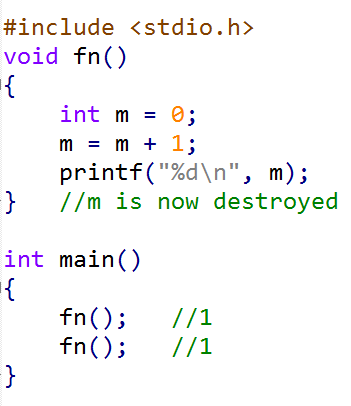 #include <stdio.h>
void fn()
{
    int m = 0;
    m = m + 1;
    printf("%d\n", m);
}   //m is now destroyed

int main()
{
    fn();   //1
    fn();   //1
}